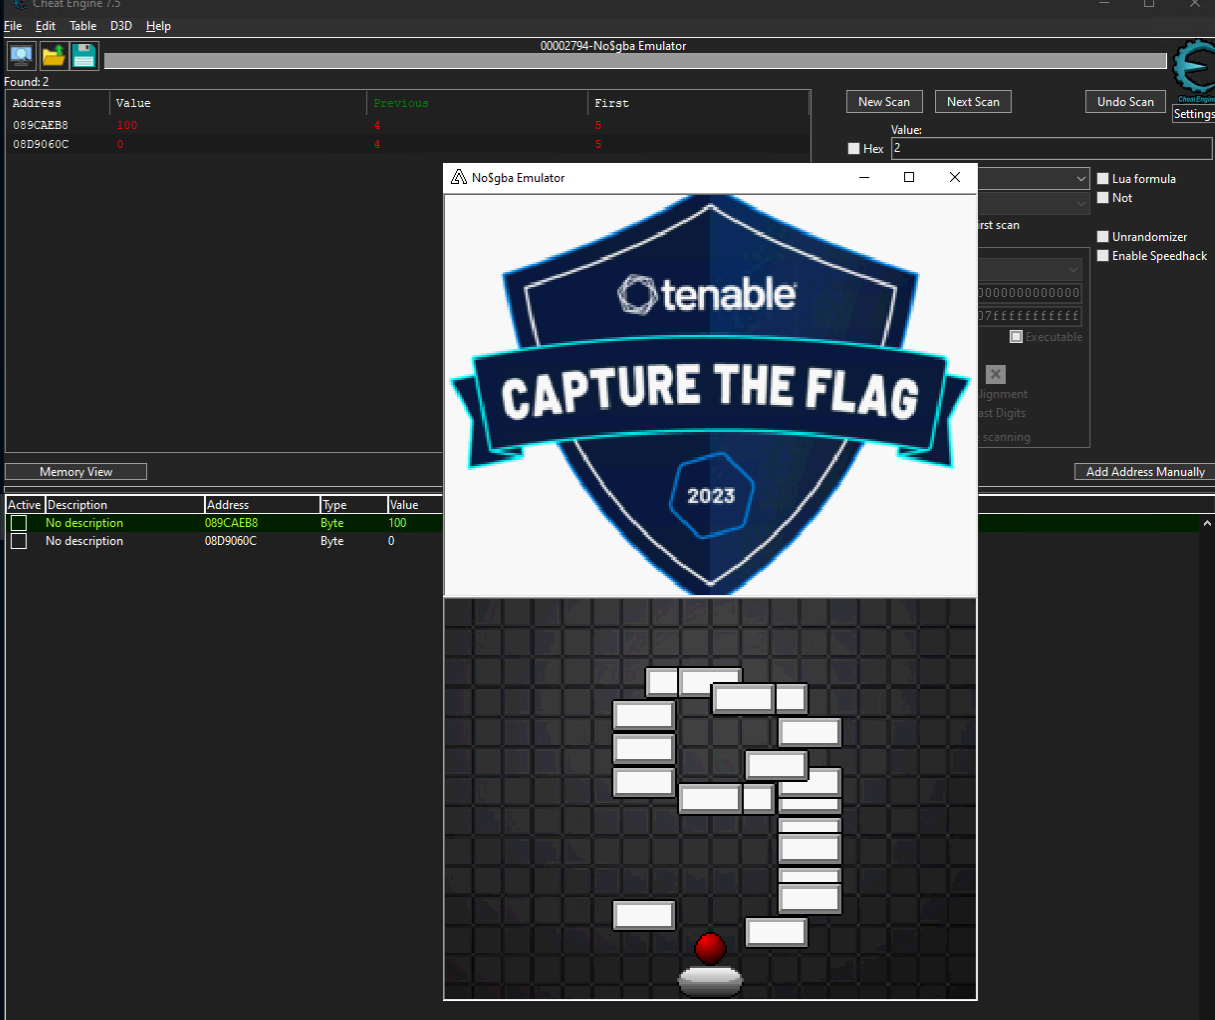 Cheat Engine 7.5
File Edit Table D3D Help
00002794-No$gba Emulator
Found: 2
Address Value Previous First
089CAEB8 100 4 5
08D9060C 0 4 5
New Scan Next Scan Undo Scan
Cheat Engine
Settings
Value:
Hex 2
No$gba Emulator
Lua formula
Not
irst scan
Unrandomizer
Enable Speedhack
0000000000000
07fffffffffff
Executable
lignment
ast Digits
scanning
tenable
CAPTURE THE FLAG
2023
Memory View
Add Address Manually
Active Description Address Type Value
No description 089CAEB8 Byte 100
No description 08D9060C Byte 0